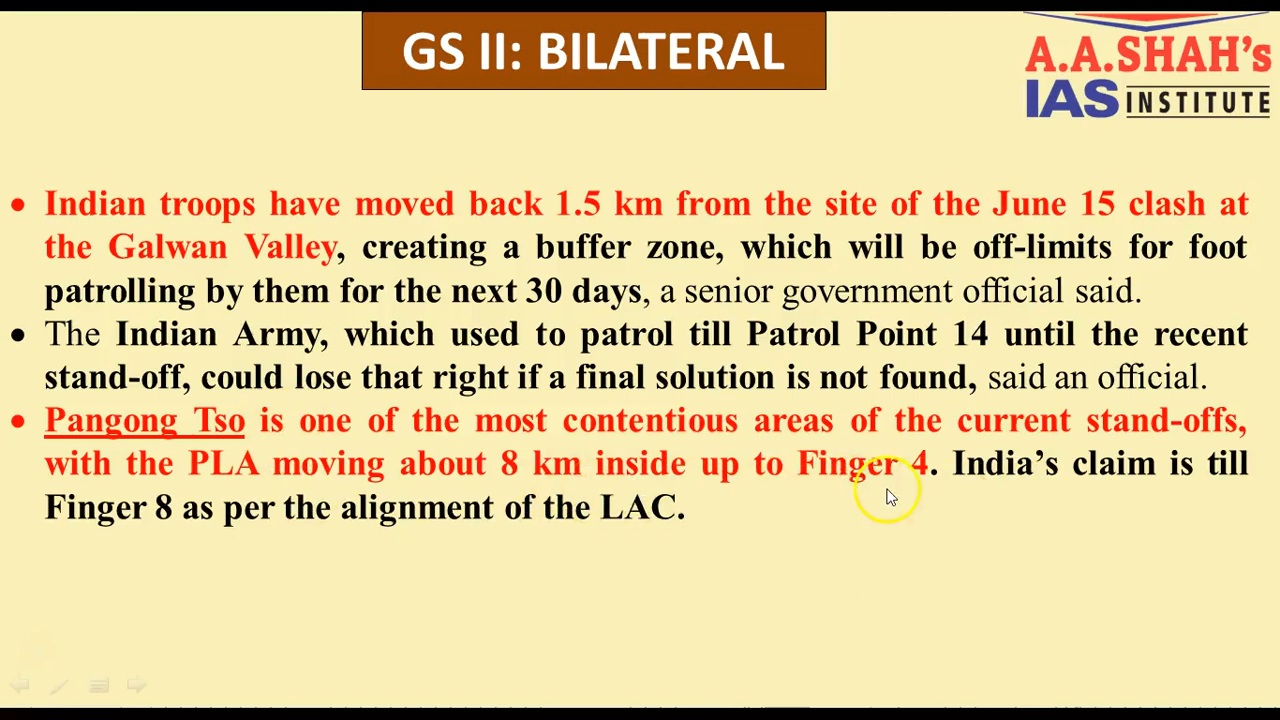 GS II: BILATERAL
A.A.SHAH's
IAS INSTITUTE
• Indian troops have moved back 1.5 km from the site of the June 15 clash at
the Galwan Valley, creating a buffer zone, which will be off-limits for foot
patrolling by them for the next 30 days, a senior government official said.
• The Indian Army, which used to patrol till Patrol Point 14 until the recent
stand-off, could lose that right if a final solution is not found, said an official.
• Pangong Tso is one of the most contentious areas of the current stand-offs,
with the PLA moving about 8 km inside up to Finger 4. India’s claim is till
Finger 8 as per the alignment of the LAC.